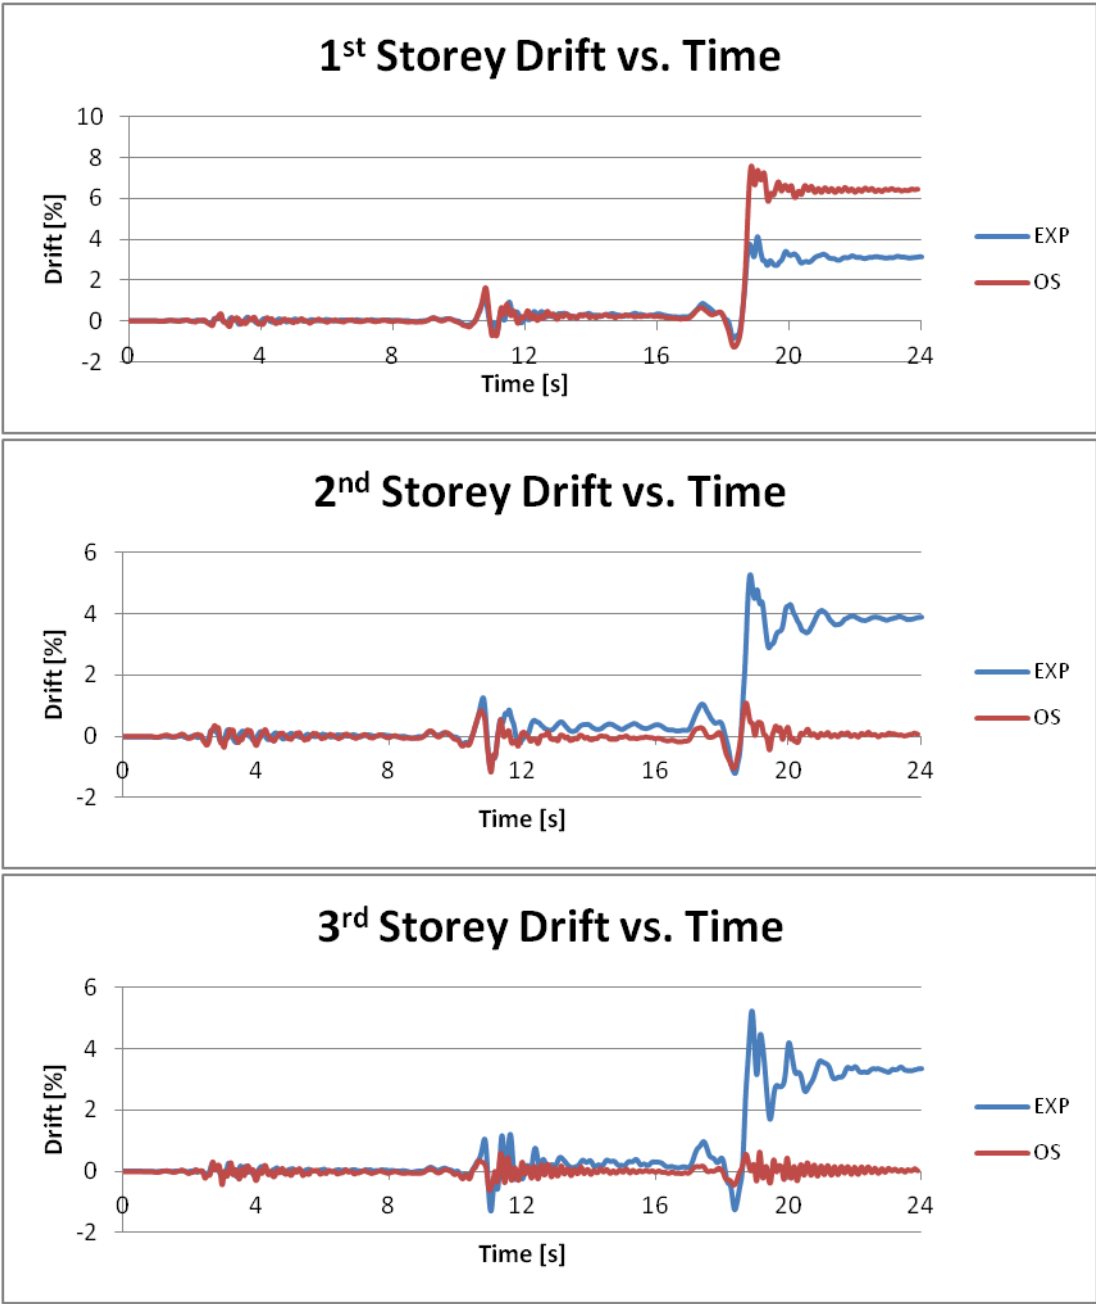 1st Storey Drift vs. Time
10
8
6
4
2
0
-2
Drift [%]
0 4 8 12 16 20 24
Time [s]
EXP
OS
2nd Storey Drift vs. Time
6
4
2
0
-2
Drift [%]
0 4 8 12 16 20 24
Time [s]
EXP
OS
3rd Storey Drift vs. Time
6
4
2
0
-2
Drift [%]
0 4 8 12 16 20 24
Time [s]
EXP
OS